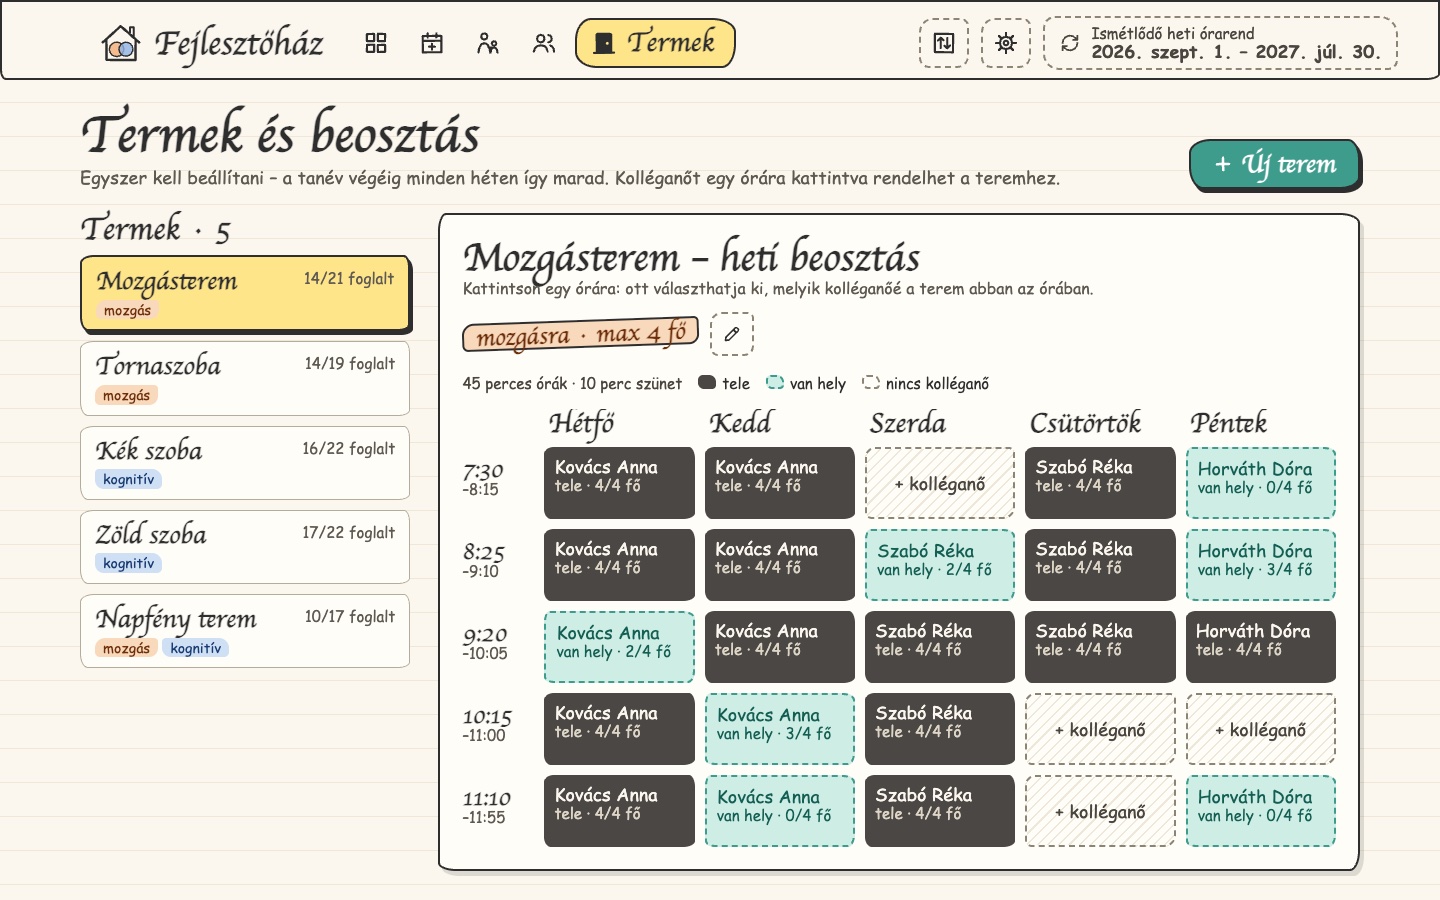 Fejlesztőház
Termek
Ismétlődő heti órarend
2026. szept. 1. – 2027. júl. 30.
Termek és beosztás
Egyszer kell beállítani – a tanév végéig minden héten így marad. Kolléganőt egy órára kattintva rendelhet a teremhez.
+ Új terem
Termek · 5
Mozgásterem 14/21 foglalt
mozgás
Tornaszoba 14/19 foglalt
mozgás
Kék szoba 16/22 foglalt
kognitív
Zöld szoba 17/22 foglalt
kognitív
Napfény terem 10/17 foglalt
mozgás kognitív
Mozgásterem – heti beosztás
Kattintson egy órára: ott választhatja ki, melyik kolléganőé a terem abban az órában.
mozgásra · max 4 fő
45 perces órák · 10 perc szünet tele van hely nincs kolléganő
Hétfő Kedd Szerda Csütörtök Péntek
7:30 Kovács Anna Kovács Anna + kolléganő Szabó Réka Horváth Dóra
–8:15 tele · 4/4 fő tele · 4/4 fő tele · 4/4 fő van hely · 0/4 fő
8:25 Kovács Anna Kovács Anna Szabó Réka Szabó Réka Horváth Dóra
–9:10 tele · 4/4 fő tele · 4/4 fő van hely · 2/4 fő tele · 4/4 fő van hely · 3/4 fő
9:20 Kovács Anna Kovács Anna Szabó Réka Szabó Réka Horváth Dóra
–10:05 van hely · 2/4 fő tele · 4/4 fő tele · 4/4 fő tele · 4/4 fő tele · 4/4 fő
10:15 Kovács Anna Kovács Anna Szabó Réka + kolléganő + kolléganő
–11:00 tele · 4/4 fő van hely · 3/4 fő tele · 4/4 fő
11:10 Kovács Anna Kovács Anna Szabó Réka + kolléganő Horváth Dóra
–11:55 tele · 4/4 fő van hely · 0/4 fő tele · 4/4 fő van hely · 0/4 fő